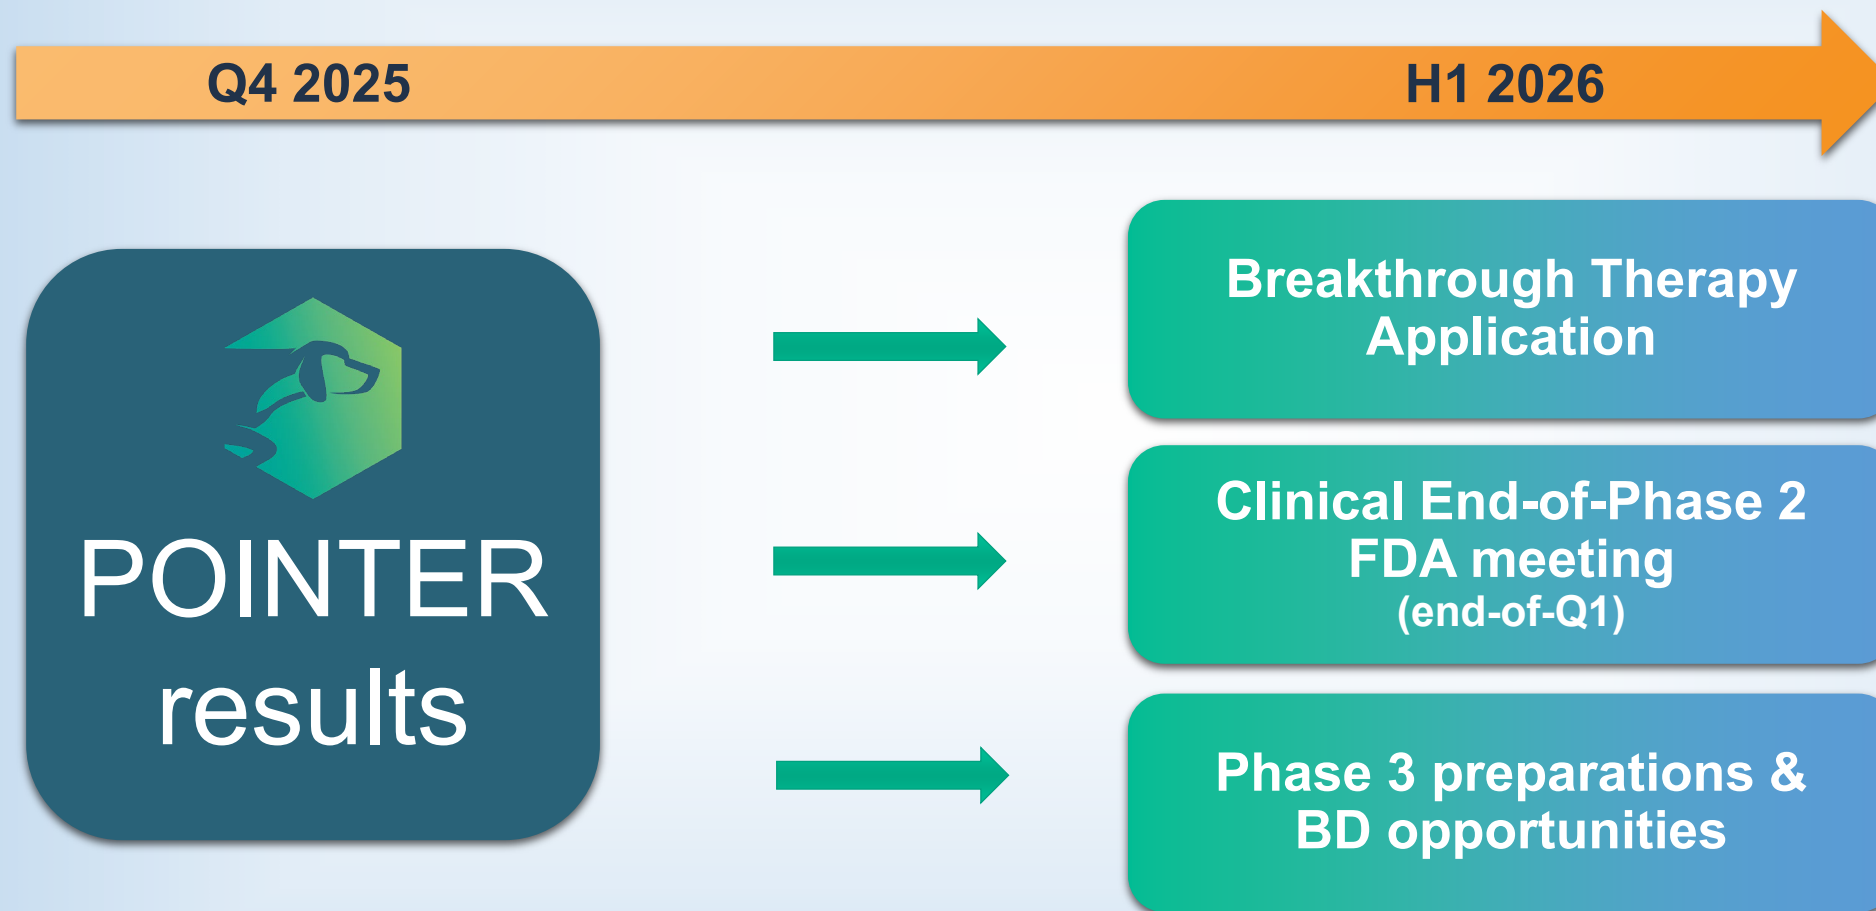 Q4 2025
H1 2026
POINTER
results
Breakthrough Therapy
Application
Clinical End-of-Phase 2
FDA meeting
(end-of-Q1)
Phase 3 preparations &
BD opportunities